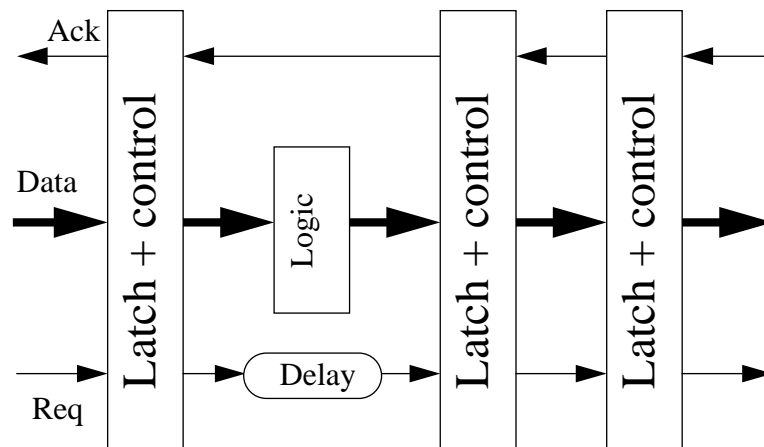 Ack
Data
Req
Latch + control
Logic
Delay
Latch + control
Latch + control